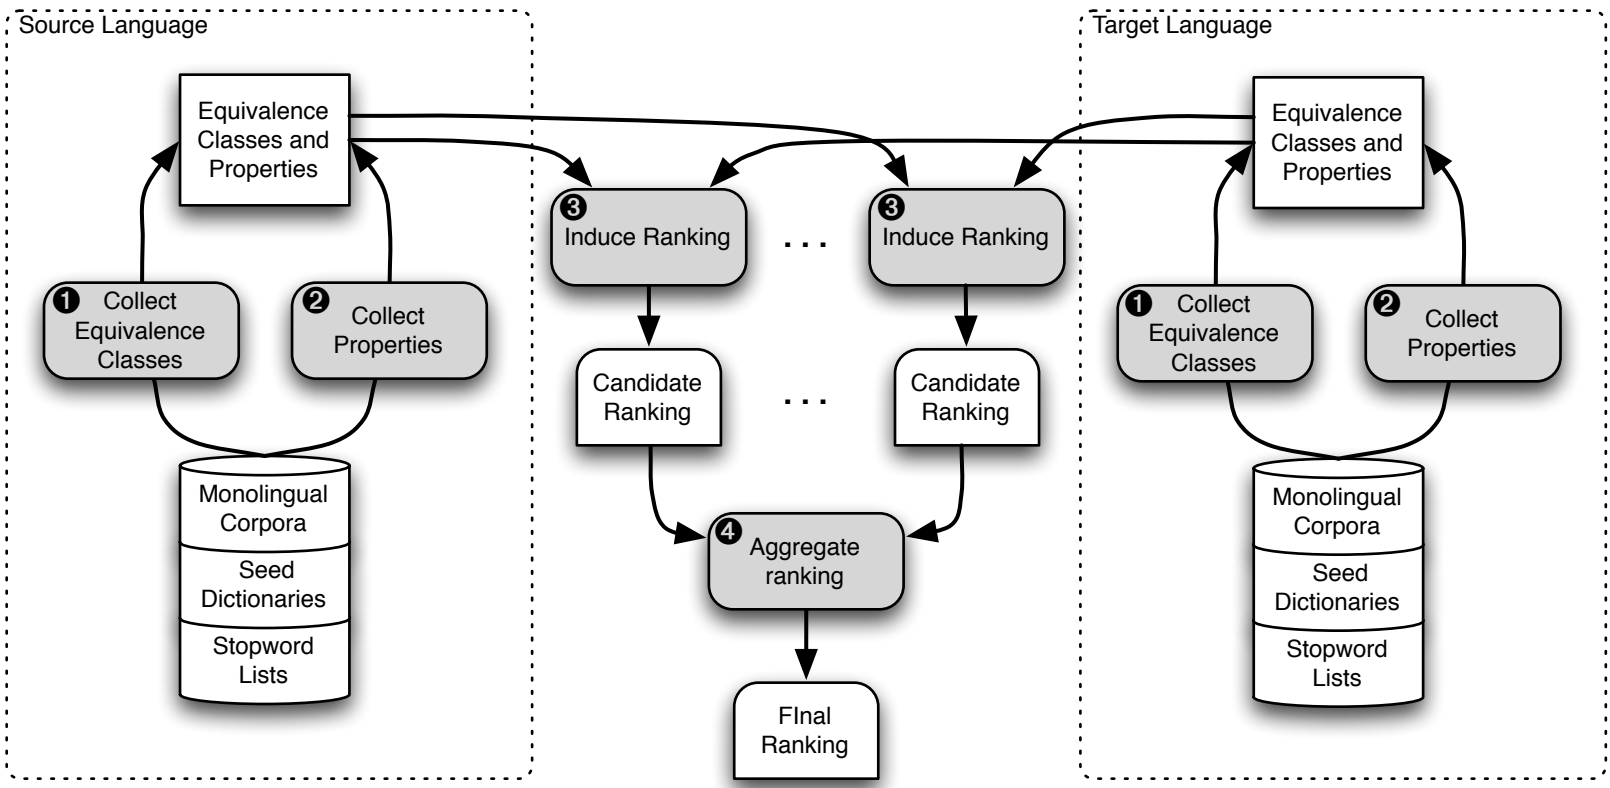 Source Language
Target Language
Equivalence
Classes and
Properties
Equivalence
Classes and
Properties
3
Induce Ranking
. . .
3
Induce Ranking
1
Collect
Equivalence
Classes
2
Collect
Properties
1
Collect
Equivalence
Classes
2
Collect
Properties
Candidate
Ranking
. . .
Candidate
Ranking
Monolingual
Corpora
Seed
Dictionaries
Stopword
Lists
4
Aggregate
ranking
FInal
Ranking
Monolingual
Corpora
Seed
Dictionaries
Stopword
Lists